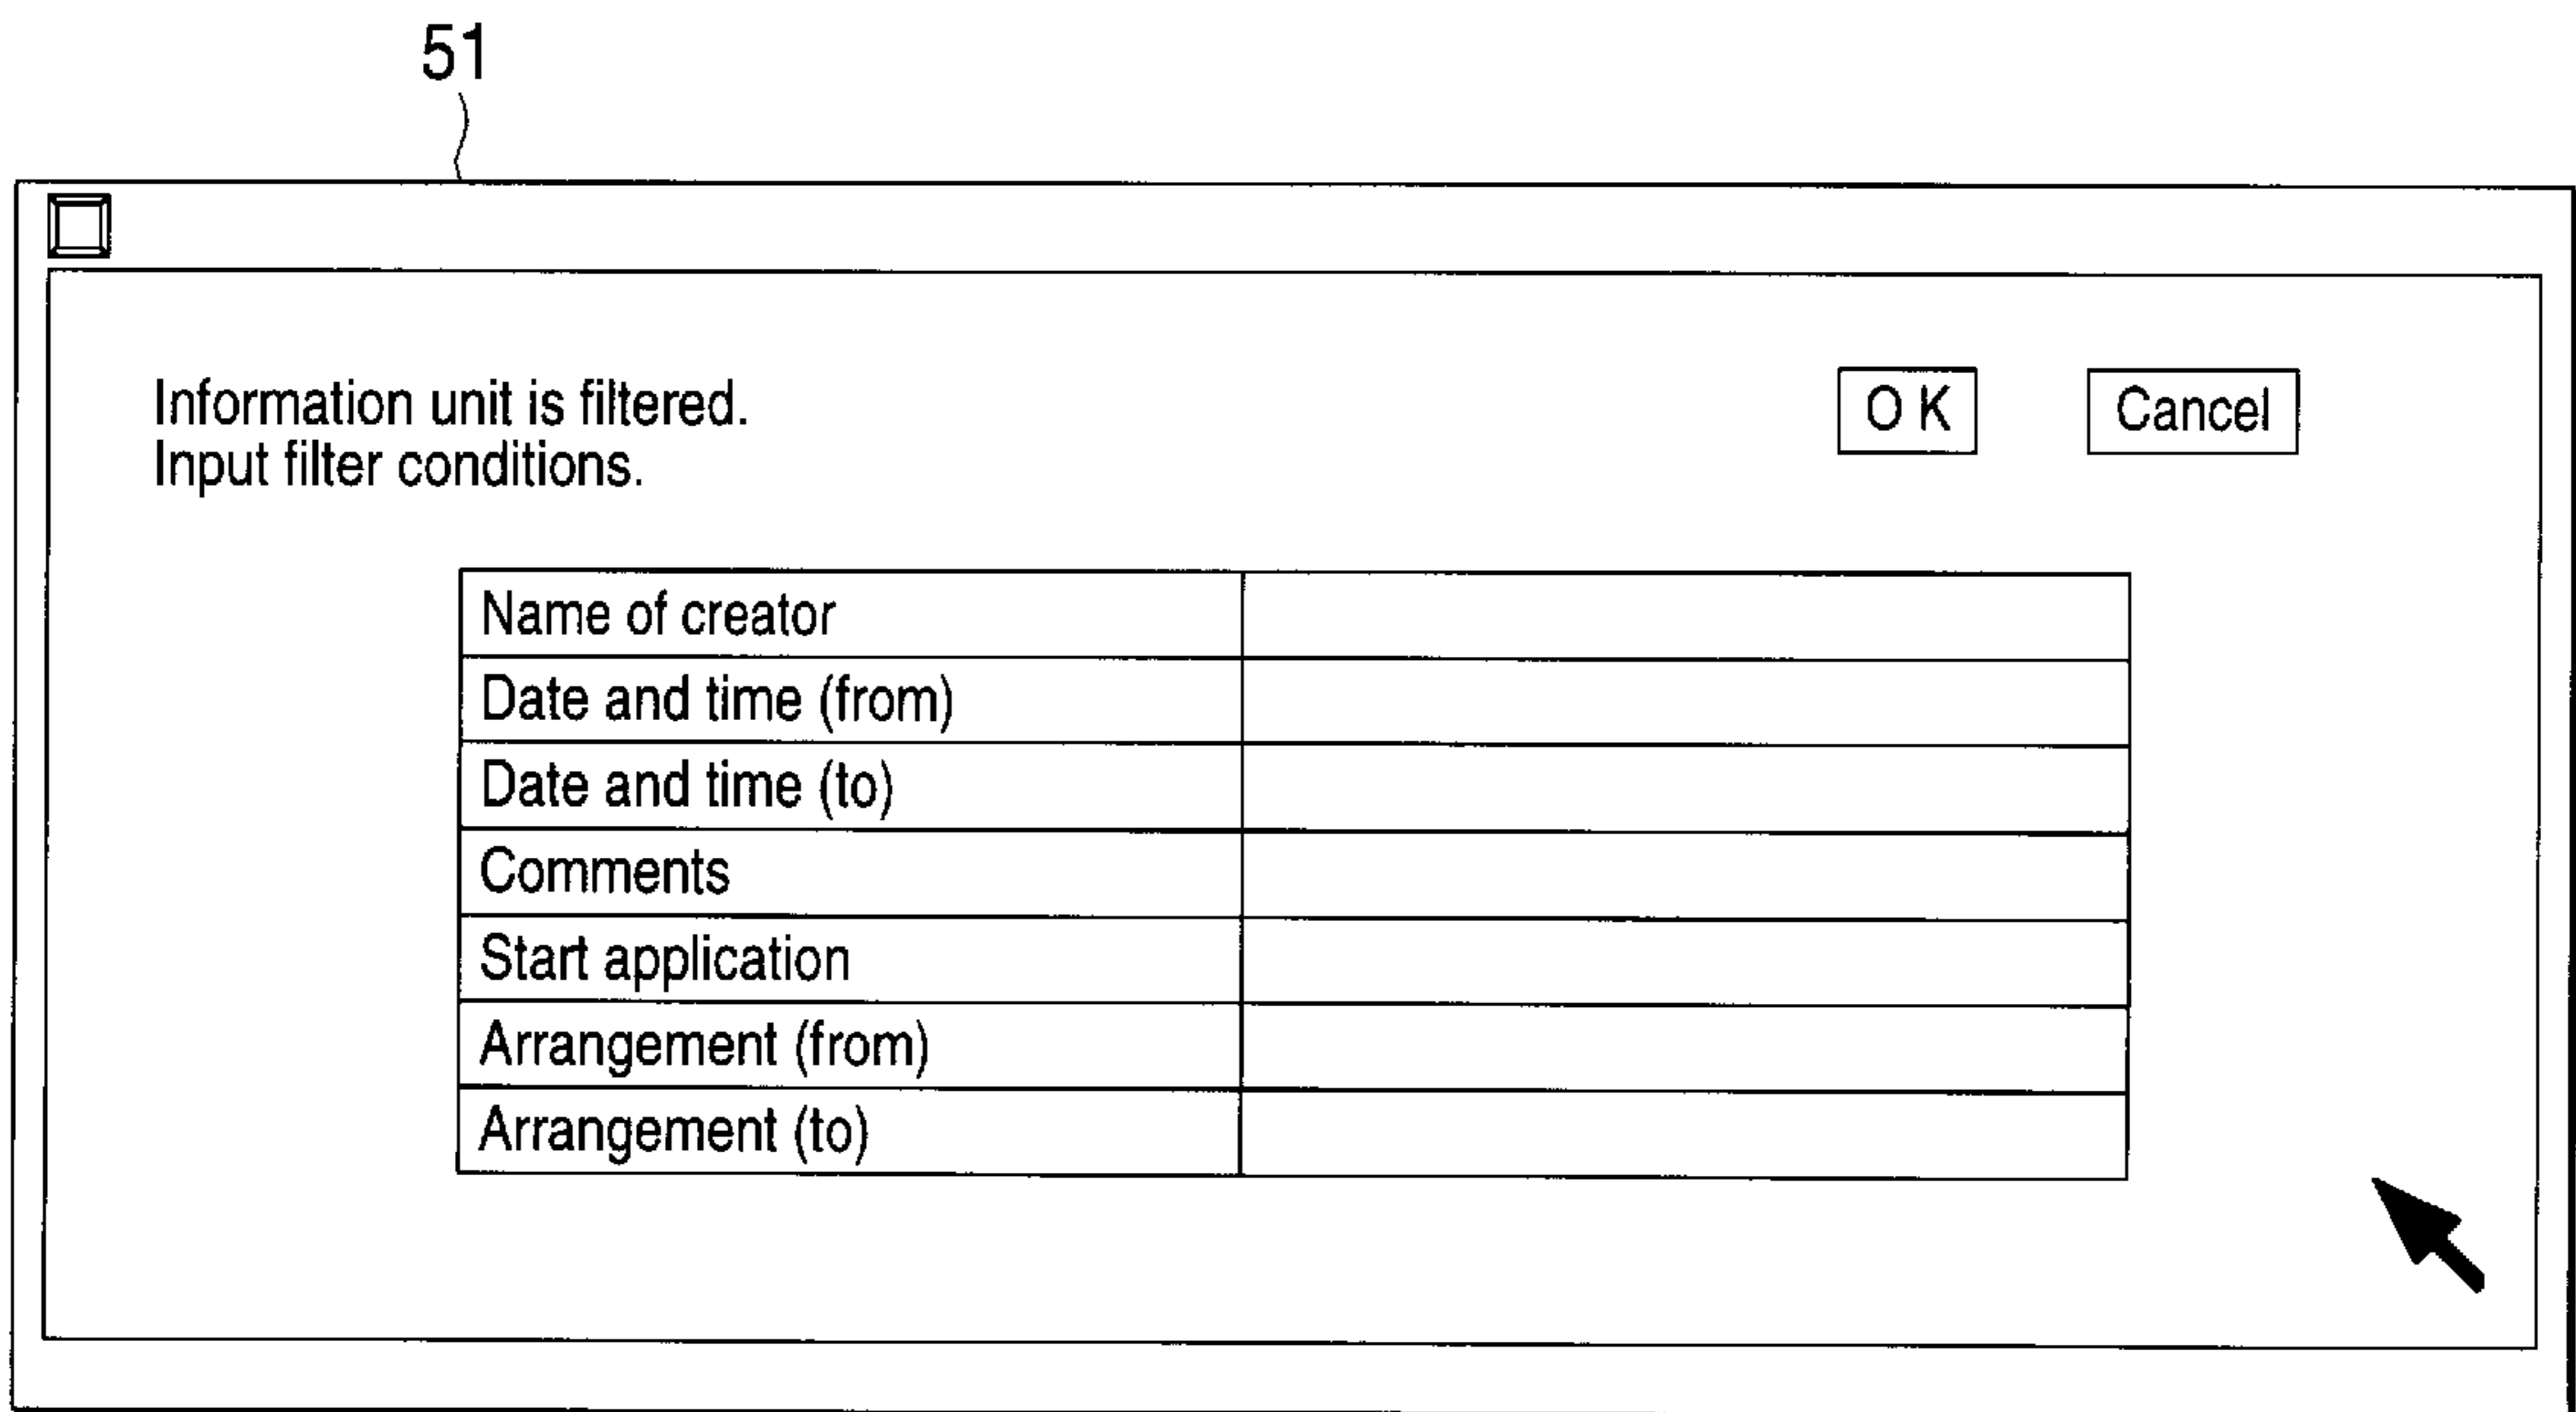 51
Information unit is filtered.
Input filter conditions.
O K
Cancel
Name of creator
Date and time (from)
Date and time (to)
Comments
Start application
Arrangement (from)
Arrangement (to)